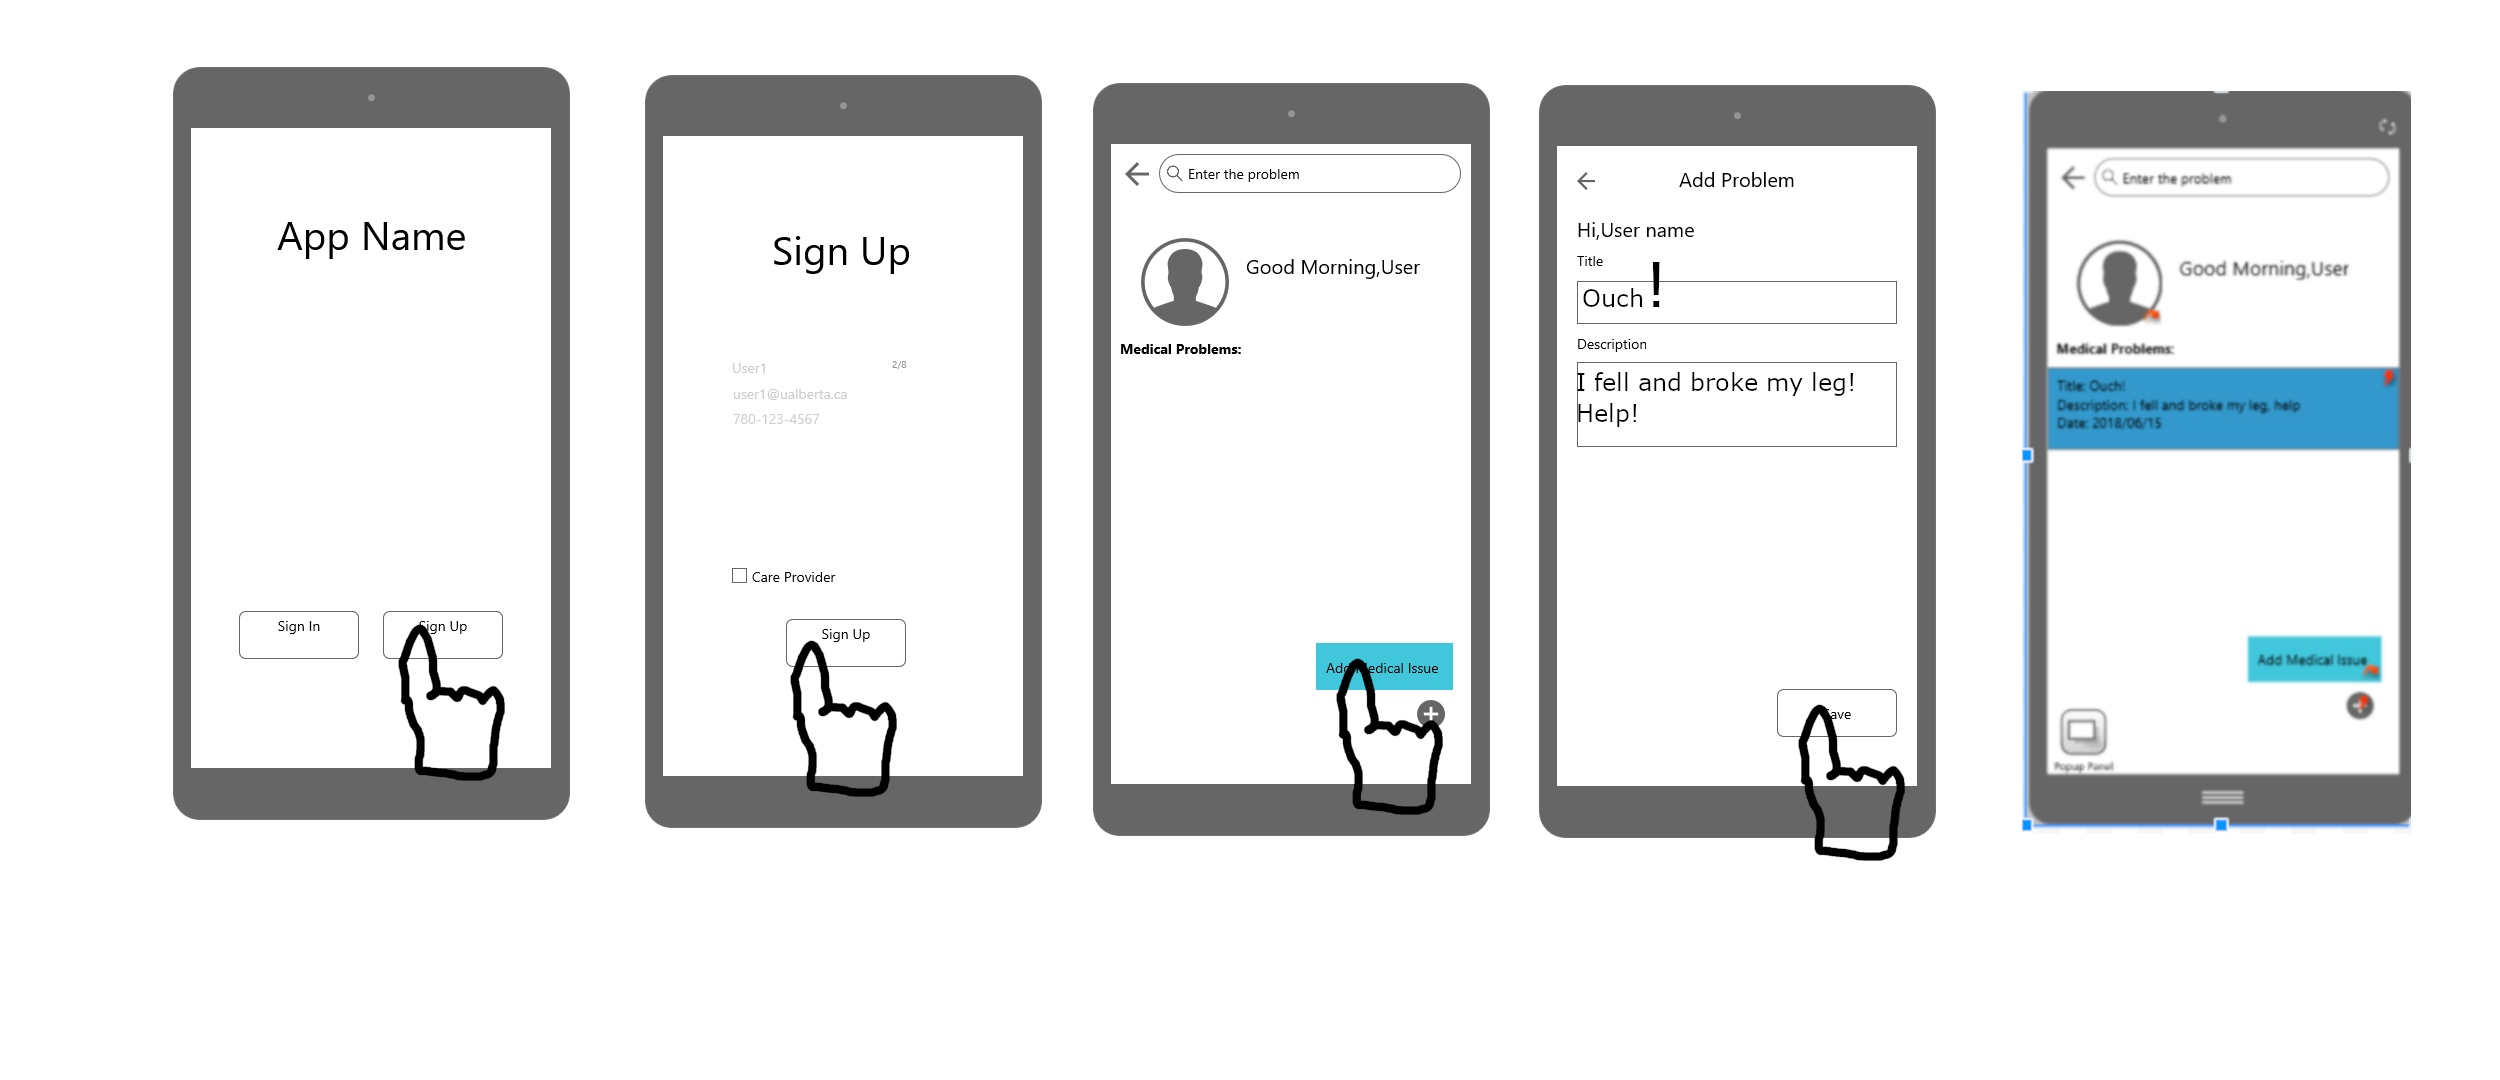 App Name
Sign In
Sign Up
Sign Up
User1
2/8
user1@ualberta.ca
780-123-4567
Care Provider
Sign Up
Enter the problem
Good Morning,User
Medical Problems:
Add Medical Issue
Add Problem
Hi,User name
Title
Ouch!
Description
I fell and broke my leg!
Help!
Save
Enter the problem
Good Morning,User
Medical Problems:
Title: Ouch!
Description: I fell and broke my leg, help
Date: 2018/06/15
Add Medical Issue
Popup Panel